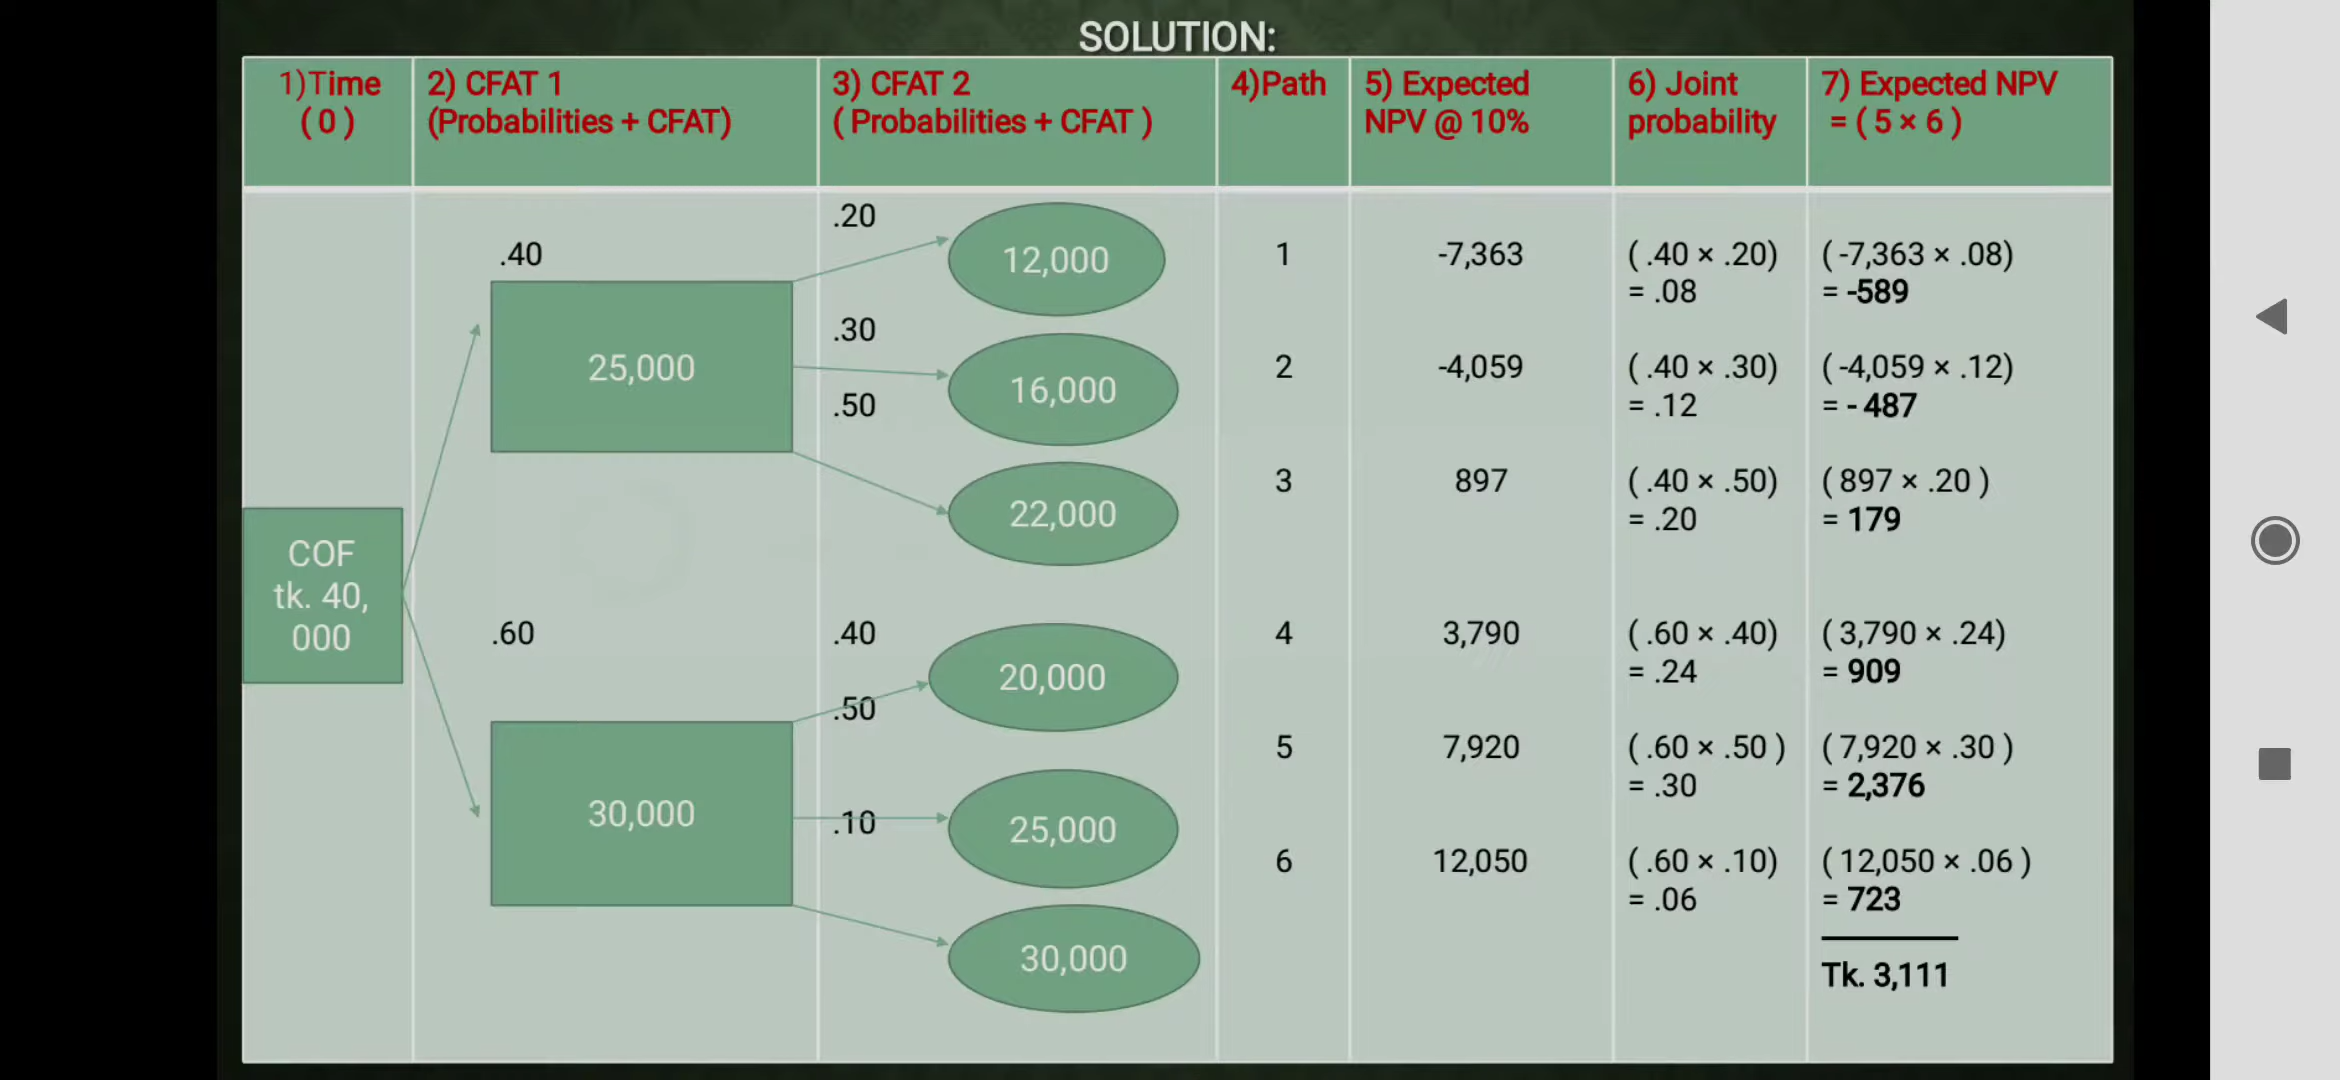 SOLUTION:
1)Time
( 0 )
2) CFAT 1
(Probabilities + CFAT)
3) CFAT 2
( Probabilities + CFAT )
4)Path
5) Expected
NPV @ 10%
6) Joint
probability
7) Expected NPV
= ( 5 × 6 )
COF
tk. 40,
000
.40
25,000
.60
30,000
.20
12,000
.30
16,000
.50
22,000
.40
20,000
.50
25,000
.10
30,000
1
-7,363
( .40 × .20)
= .08
( -7,363 × .08)
= -589
2
-4,059
( .40 × .30)
= .12
( -4,059 × .12)
= - 487
3
897
( .40 × .50)
= .20
( 897 × .20 )
= 179
4
3,790
( .60 × .40)
= .24
( 3,790 × .24)
= 909
5
7,920
( .60 × .50 )
= .30
( 7,920 × .30 )
= 2,376
6
12,050
( .60 × .10)
= .06
( 12,050 × .06 )
= 723
Tk. 3,111